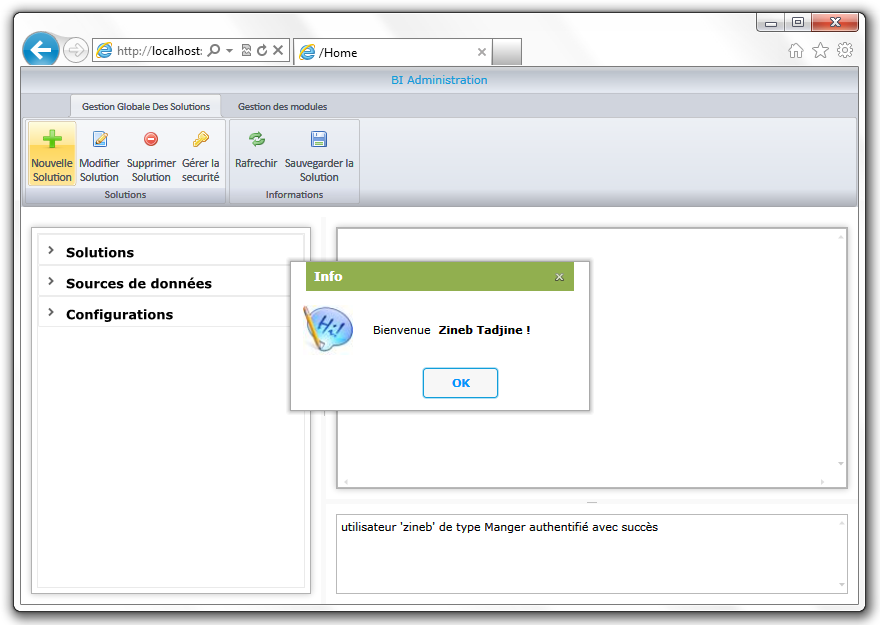 http://localhost:
/Home
BI Administration
Gestion Globale Des Solutions
Gestion des modules
Nouvelle Solution
Modifier Solution
Supprimer Solution
Gérer la securité
Rafrechir
Sauvegarder la Solution
Solutions
Informations
Solutions
Sources de données
Configurations
Info
Hi!
Bienvenue Zineb Tadjine !
OK
utilisateur 'zineb' de type Manger authentifié avec succès